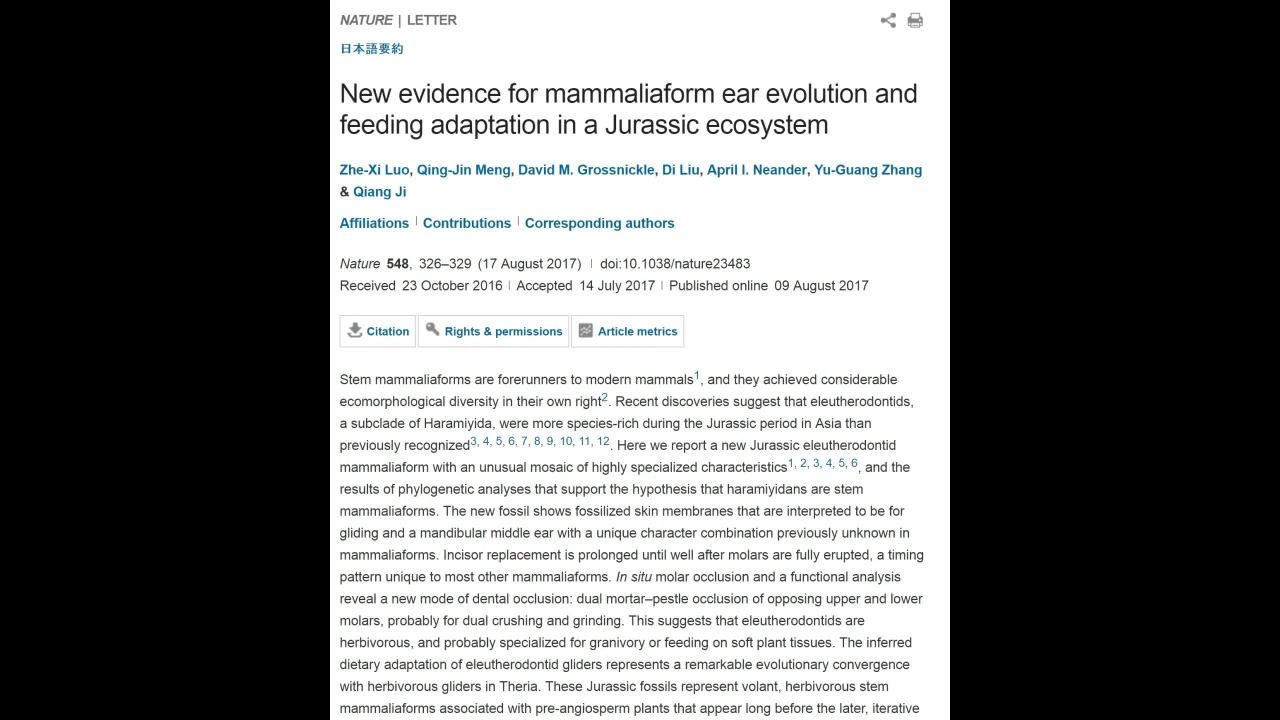 NATURE | LETTER
日本語要約
New evidence for mammaliaform ear evolution and
feeding adaptation in a Jurassic ecosystem
Zhe-Xi Luo, Qing-Jin Meng, David M. Grossnickle, Di Liu, April I. Neander, Yu-Guang Zhang
& Qiang Ji
Affiliations | Contributions | Corresponding authors
Nature 548, 326–329 (17 August 2017) | doi:10.1038/nature23483
Received 23 October 2016 | Accepted 14 July 2017 | Published online 09 August 2017
Citation Rights & permissions Article metrics
Stem mammaliaforms are forerunners to modern mammals1, and they achieved considerable
ecomorphological diversity in their own right2. Recent discoveries suggest that eleutherodontids,
a subclade of Haramiyida, were more species-rich during the Jurassic period in Asia than
previously recognized3, 4, 5, 6, 7, 8, 9, 10, 11, 12. Here we report a new Jurassic eleutherodontid
mammaliaform with an unusual mosaic of highly specialized characteristics1, 2, 3, 4, 5, 6, and the
results of phylogenetic analyses that support the hypothesis that haramiyidans are stem
mammaliaforms. The new fossil shows fossilized skin membranes that are interpreted to be for
gliding and a mandibular middle ear with a unique character combination previously unknown in
mammaliaforms. Incisor replacement is prolonged until well after molars are fully erupted, a timing
pattern unique to most other mammaliaforms. In situ molar occlusion and a functional analysis
reveal a new mode of dental occlusion: dual mortar–pestle occlusion of opposing upper and lower
molars, probably for dual crushing and grinding. This suggests that eleutherodontids are
herbivorous, and probably specialized for granivory or feeding on soft plant tissues. The inferred
dietary adaptation of eleutherodontid gliders represents a remarkable evolutionary convergence
with herbivorous gliders in Theria. These Jurassic fossils represent volant, herbivorous stem
mammaliaforms associated with pre-angiosperm plants that appear long before the later, iterative